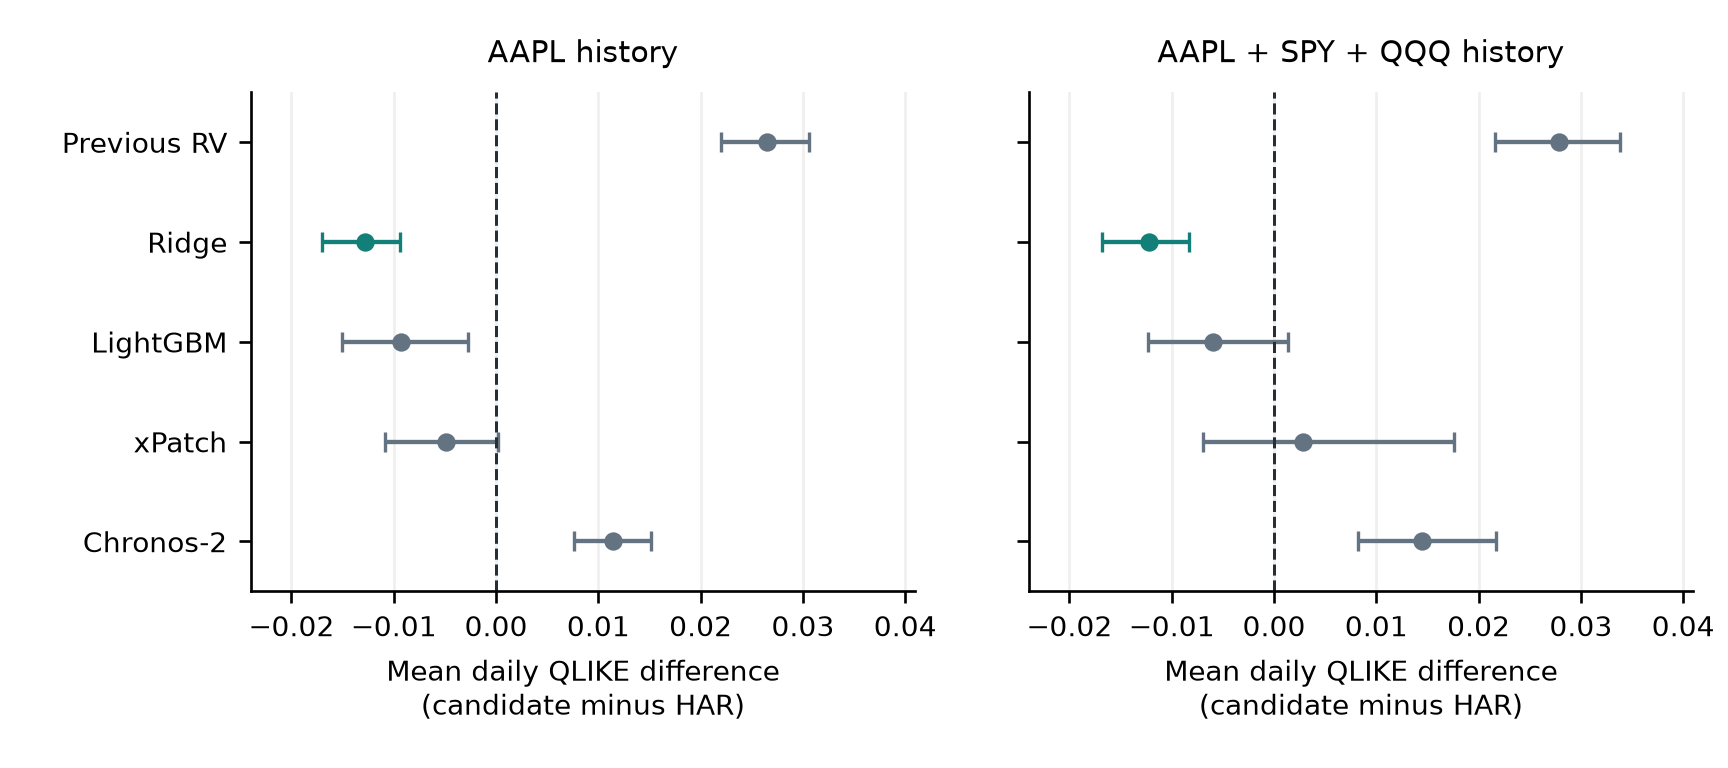 AAPL history
AAPL + SPY + QQQ history
Previous RV
Ridge
LightGBM
xPatch
Chronos-2
−0.02 −0.01 0.00 0.01 0.02 0.03 0.04
−0.02 −0.01 0.00 0.01 0.02 0.03 0.04
Mean daily QLIKE difference
(candidate minus HAR)
Mean daily QLIKE difference
(candidate minus HAR)